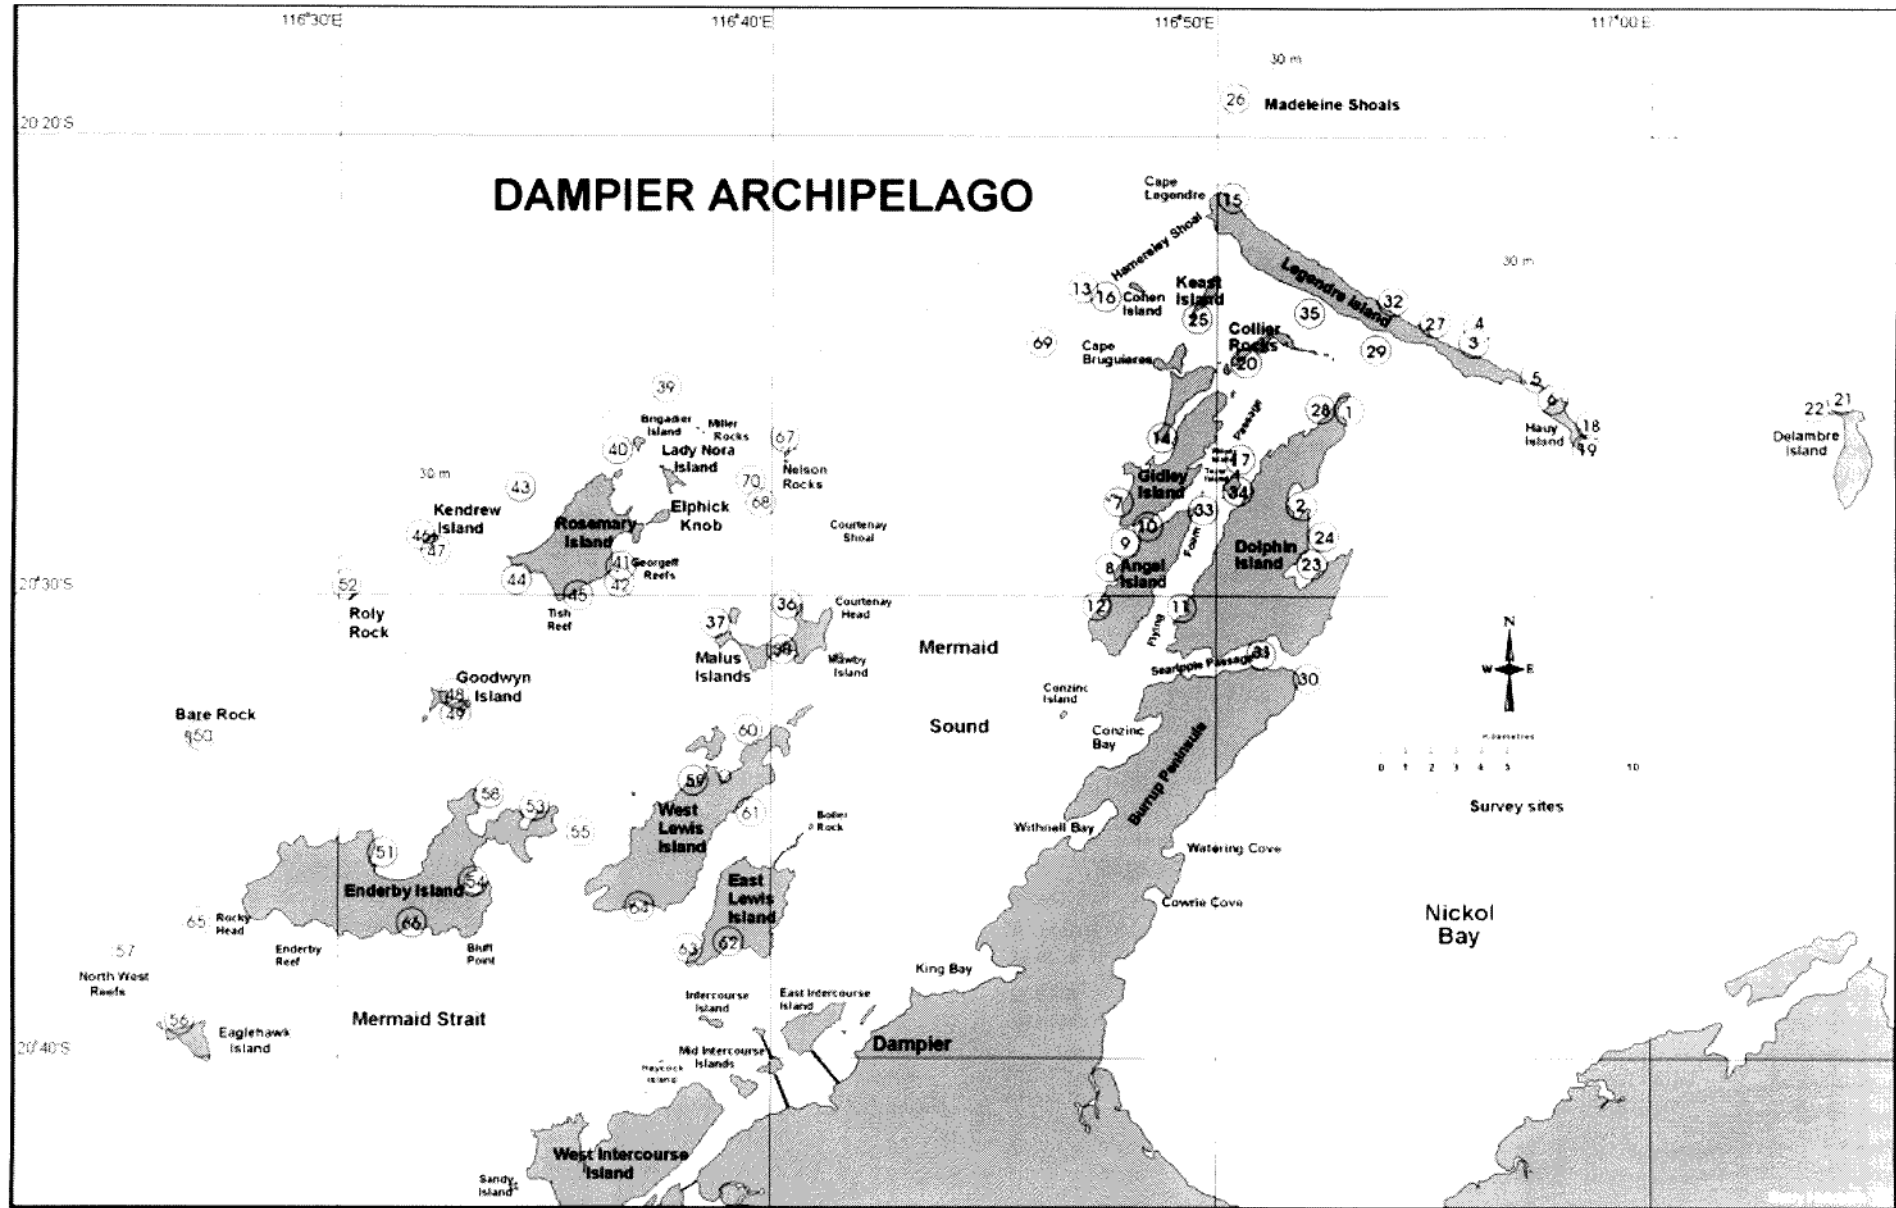 116°30'E
116°40'E
116°50'E
117°00 E
30 m
26
Madeleine Shoals
20°20'S
DAMPIER ARCHIPELAGO
Cape
Legendre
15
Hamersley Shoal
30 m
Legendre Island
13
16
Cohen
Island
Keast
Island
25
35
32
27
4
3
29
Collier
Rocks
20
69
Cape
Bruguieres
39
5
6
18
19
Hauy
Island
22
21
Delambre
Island
28
1
Brigadier
Island
Miller
Rocks
40
Lady Nora
Island
67
Nelson
Rocks
70
68
14
Passage
17
34
Gidley
Island
7
10
33
2
30 m
43
Kendrew
Island
46
47
Rosemary
Island
Elphick
Knob
Courtenay
Shoal
9
Foam
24
Dolphin
Island
23
8
Angel
Island
41
Georgeff
Reefs
42
44
45
20°30'S
52
Roly
Rock
Tish
Reef
36
37
Courtenay
Head
12
11
Flying
38
Malus
Islands
Mawby
Island
Mermaid
Sound
Searipple Passage
31
30
N
W
E
S
Goodwyn
Island
48
49
Conzinc
Island
Conzinc
Bay
Bare Rock
50
60
Burrup Peninsula
Kilometres
0 1 2 3 4 5 10
59
58
53
55
West
Lewis
Island
61
Boiler
Rock
Survey sites
Withnell Bay
Watering Cove
51
Enderby Island
54
East
Lewis
Island
64
Cowrie Cove
Nickol
Bay
65
Rocky
Head
66
Enderby
Reef
Bluff
Point
63
62
57
North West
Reefs
King Bay
Intercourse
Island
East Intercourse
Island
56
Eaglehawk
Island
Mermaid Strait
Dampier
20°40'S
Mid Intercourse
Islands
Haycock
Island
West Intercourse
Island
Sandy
Island